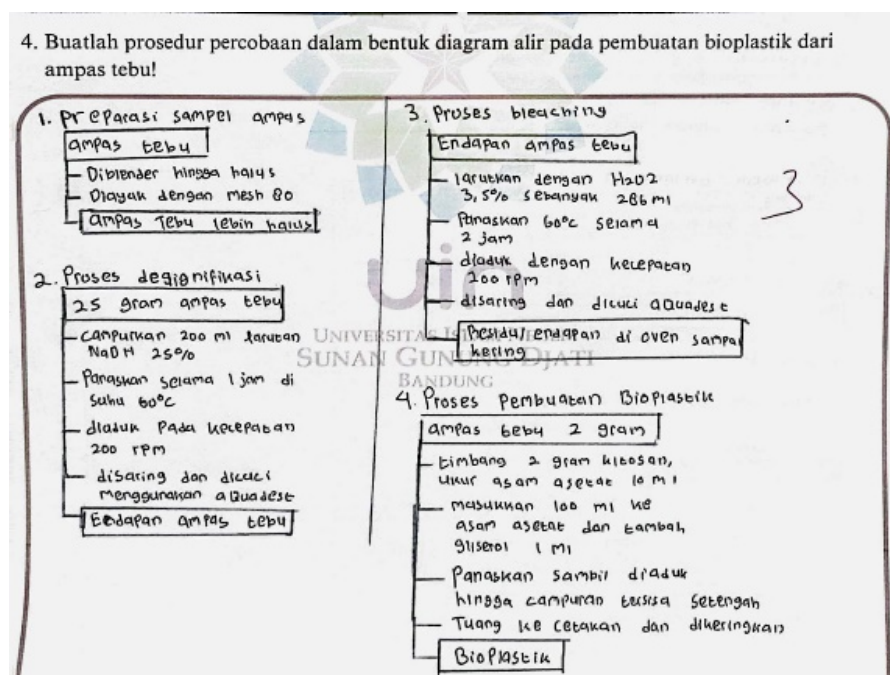 4. Buatlah prosedur percobaan dalam bentuk diagram alir pada pembuatan bioplastik dari
ampas tebu!
1. Preparasi sampel ampas
ampas tebu
Diblender hingga halus
Diayak dengan mesh 80
ampas Tebu lebih halus
2. Proses degignifikasi
25 gram ampas tebu
campurkan 200 ml larutan
NaOH 25%
Panaskan selama 1 jam di
suhu 60°C
diaduk pada kecepatan
200 rpm
disaring dan dicuci
menggunakan aquadest
Endapan ampas tebu
3. Proses bleaching
Endapan ampas tebu
larutkan dengan H2O2
3,5% sebanyak 286 ml
Panaskan 60°C selama
2 jam
diaduk dengan kecepatan
200 rpm
disaring dan dicuci aquadest
Residu/endapan di oven sampai
kering
4. Proses Pembuatan Bioplastik
ampas tebu 2 gram
timbang 2 gram kitosan,
ukur asam asetat 10 ml
masukkan 100 ml ke
asam asetat dan tambah
gliserol 1 ml
Panaskan sambil diaduk
hingga campuran tersisa setengah
Tuang ke cetakan dan dikeringkan
Bioplastik
3
uin
UNIVERSITAS
SUNAN GUNUNG DJATI
BANDUNG